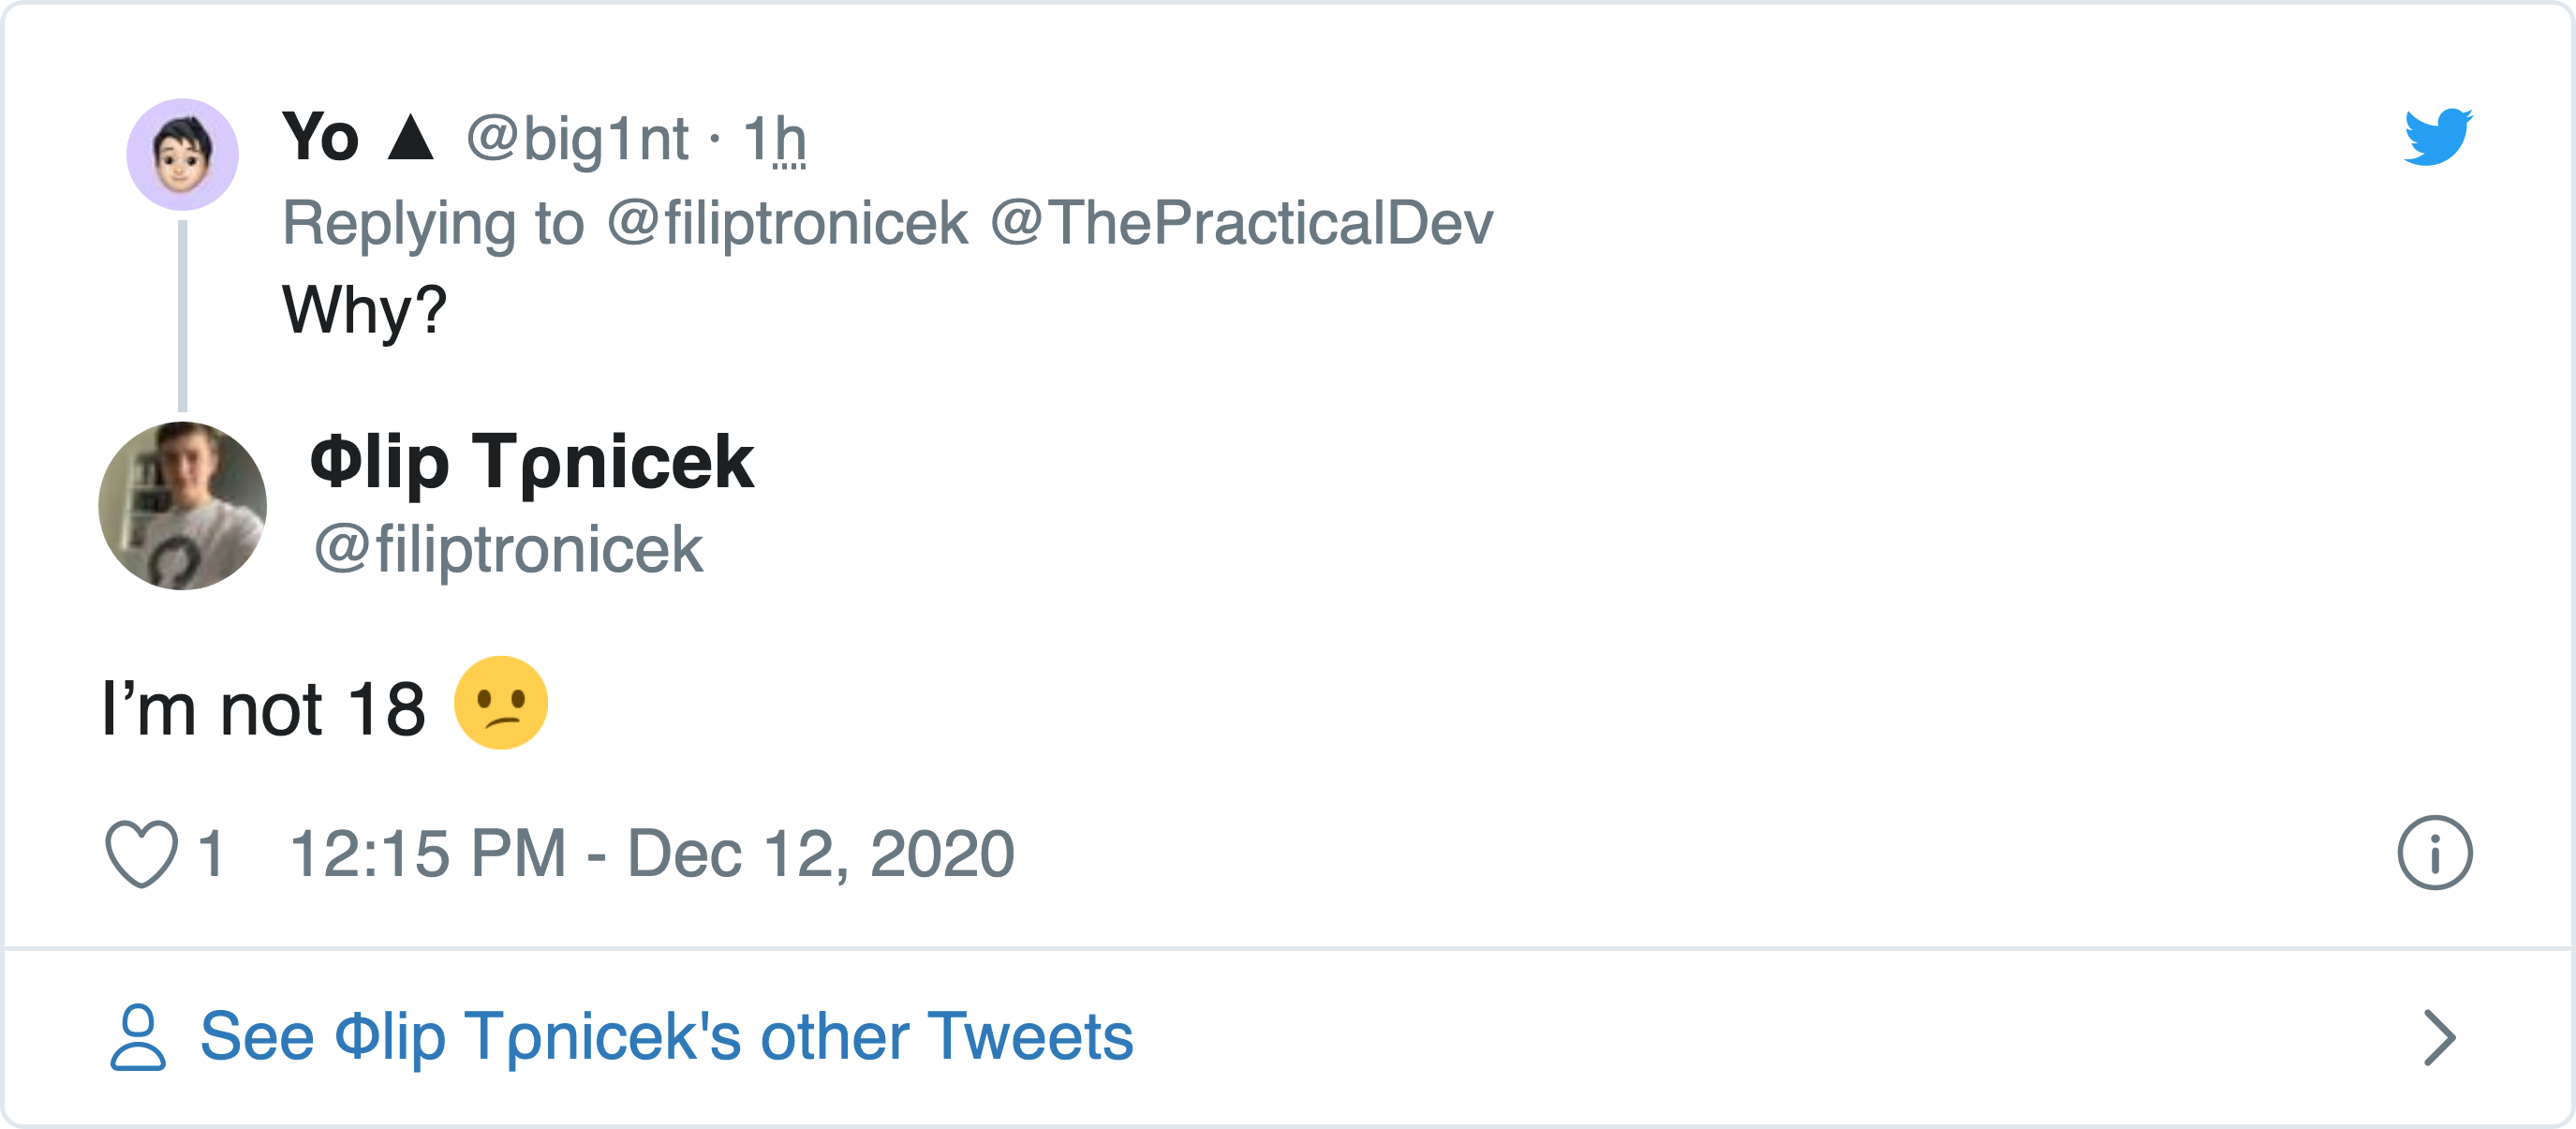 Yo ▲ @big1nt · 1h
Replying to @filiptronicek @ThePracticalDev
Why?
Φlip Tρnicek
@filiptronicek
I’m not 18 😕
1 12:15 PM - Dec 12, 2020
See Φlip Tρnicek's other Tweets